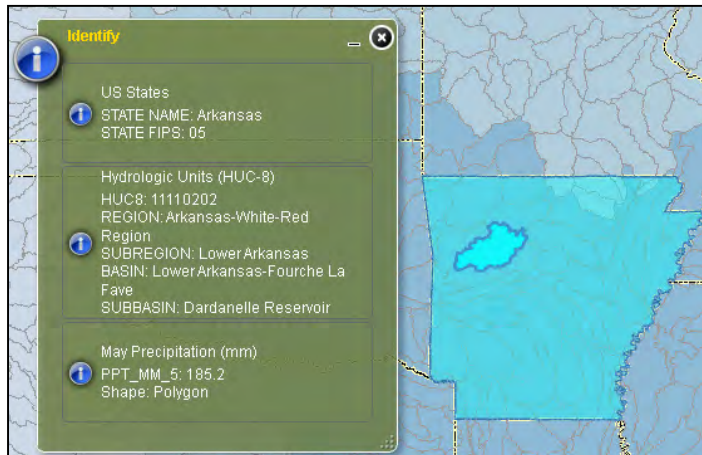 Identify
US States
STATE NAME: Arkansas
STATE FIPS: 05
Hydrologic Units (HUC-8)
HUC8: 11110202
REGION: Arkansas-White-Red
Region
SUBREGION: Lower Arkansas
BASIN: Lower Arkansas-Fourche La
Fave
SUBBASIN: Dardanelle Reservoir
May Precipitation (mm)
PPT_MM_5: 185.2
Shape: Polygon